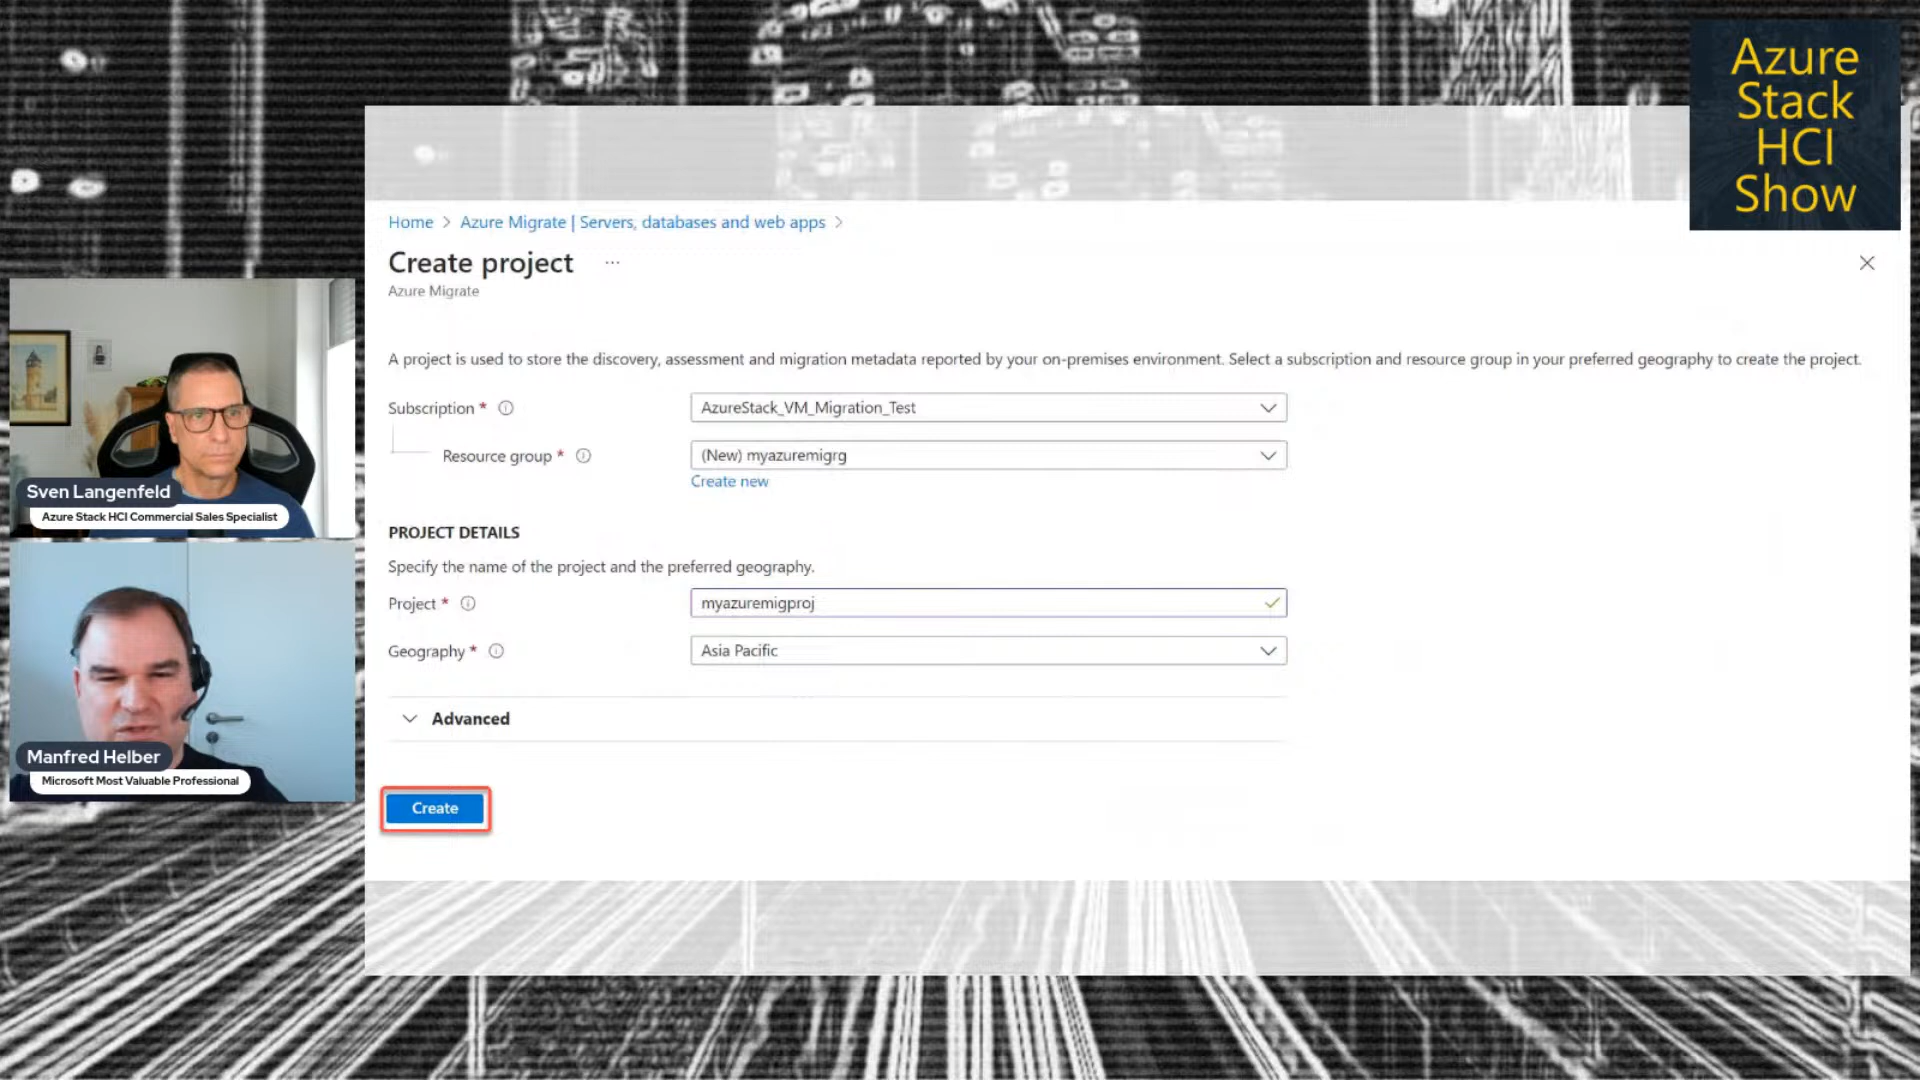 Azure
Stack
HCI
Show
Home > Azure Migrate | Servers, databases and web apps >
Create project ...
Azure Migrate
A project is used to store the discovery, assessment and migration metadata reported by your on-premises environment. Select a subscription and resource group in your preferred geography to create the project.
Subscription * AzureStack_VM_Migration_Test
Resource group * (New) myazuremigrg
Create new
PROJECT DETAILS
Specify the name of the project and the preferred geography.
Project * myazuremigproj
Geography * Asia Pacific
Advanced
Create
Sven Langenfeld
Azure Stack HCI Commercial Sales Specialist
Manfred Helber
Microsoft Most Valuable Professional